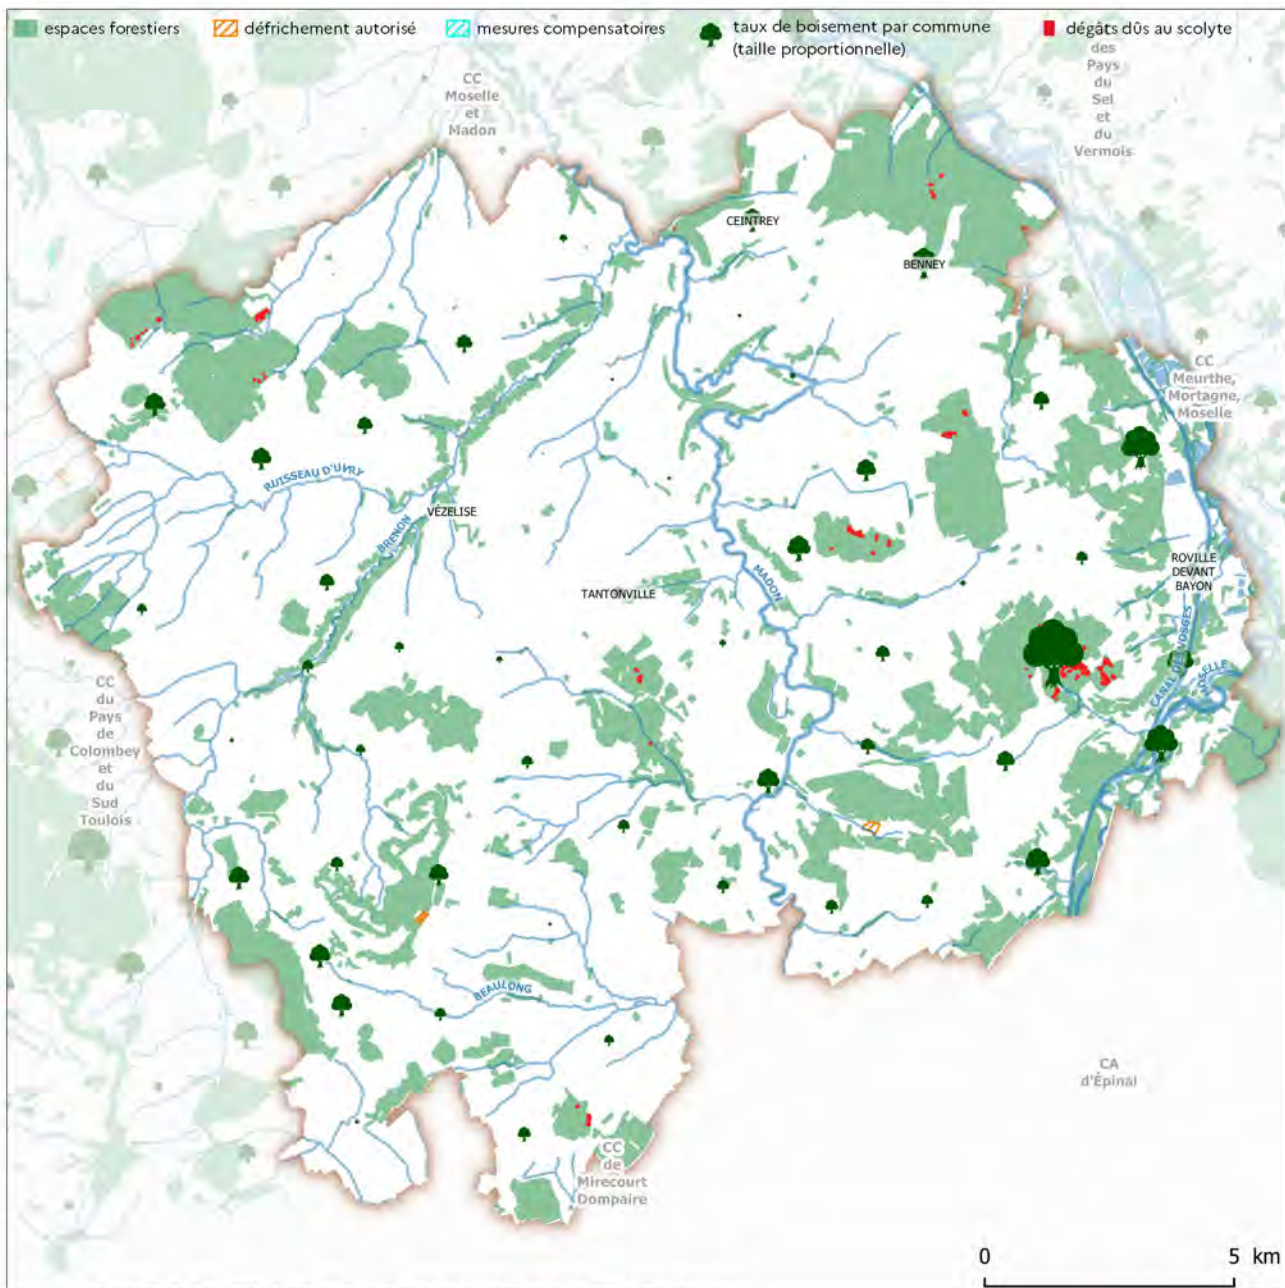 espaces forestiers
défrichement autorisé
mesures compensatoires
taux de boisement par commune
(taille proportionnelle)
dégâts dûs au scolyte
CC
Moselle
et
Madon
des
Pays
du
Sel
et
du
Vermois
CEINTREY
BENNEY
CC
Meurthe,
Mortagne,
Moselle
RUISSEAU D'UVRY
VÉZELISE
BRENON
TANTONVILLE
MADON
ROVILLE
DEVANT
BAYON
CANAL DES VOSGES
MOSELLE
CC
du
Pays
de
Colombey
et
du
Sud
Toulois
BEAULONG
CA
d'Épinal
CC
de
Mirecourt
Dompaire
0 5 km